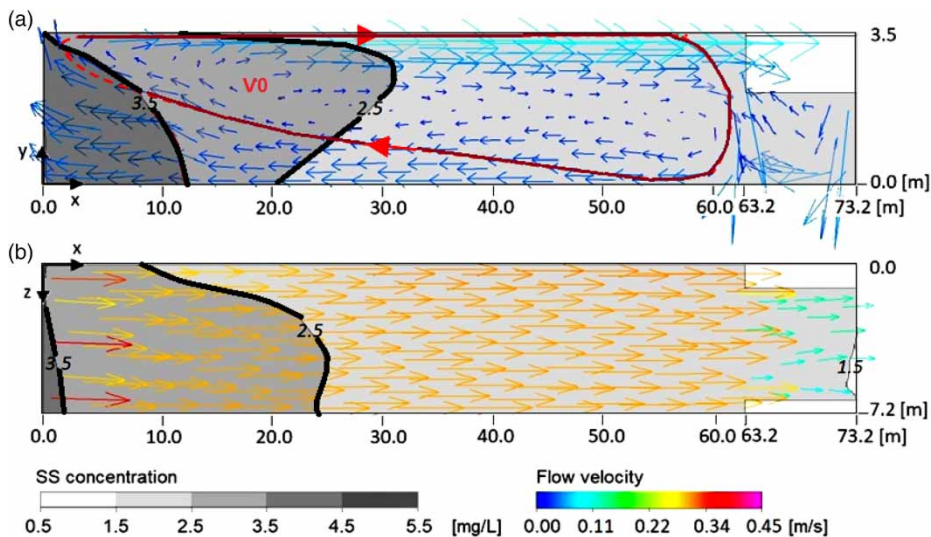 (a)
V0
3.5
2.5
3.5
y
x
0.0 [m]
0.0 10.0 20.0 30.0 40.0 50.0 60.0 63.2 73.2 [m]
(b)
x
z
0.0
2.5
3.5
1.5
7.2 [m]
0.0 10.0 20.0 30.0 40.0 50.0 60.0 63.2 73.2 [m]
SS concentration
0.5 1.5 2.5 3.5 4.5 5.5 [mg/L]
Flow velocity
0.00 0.11 0.22 0.34 0.45 [m/s]